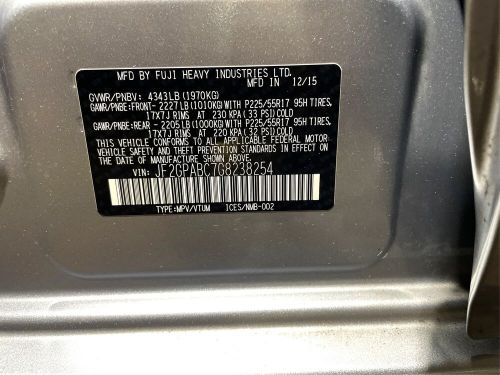 MFD BY FUJI HEAVY INDUSTRIES LTD.
MFD IN 12/15
GVWR/PNBV: 4343LB(1970KG)
GAWR/PNBE:FRONT- 2227LB(1010KG)WITH P225/55R17 95H TIRES,
17X7J RIMS AT 230 KPA(33 PSI)COLD
GAWR/PNBE:REAR - 2205LB(1000KG)WITH P225/55R17 95H TIRES,
17X7J RIMS AT 220 KPA(32 PSI)COLD
THIS VEHICLE CONFORMS TO ALL APPLICABLE FEDERAL MOTOR
VEHICLE SAFETY, BUMPER, AND THEFT PREVENTION STANDARDS
IN EFFECT ON THE DATE OF MANUFACTURE SHOWN ABOVE.
VIN: JF2GPABC7G8238254
TYPE:MPV/VTUM ICES/NMB-002